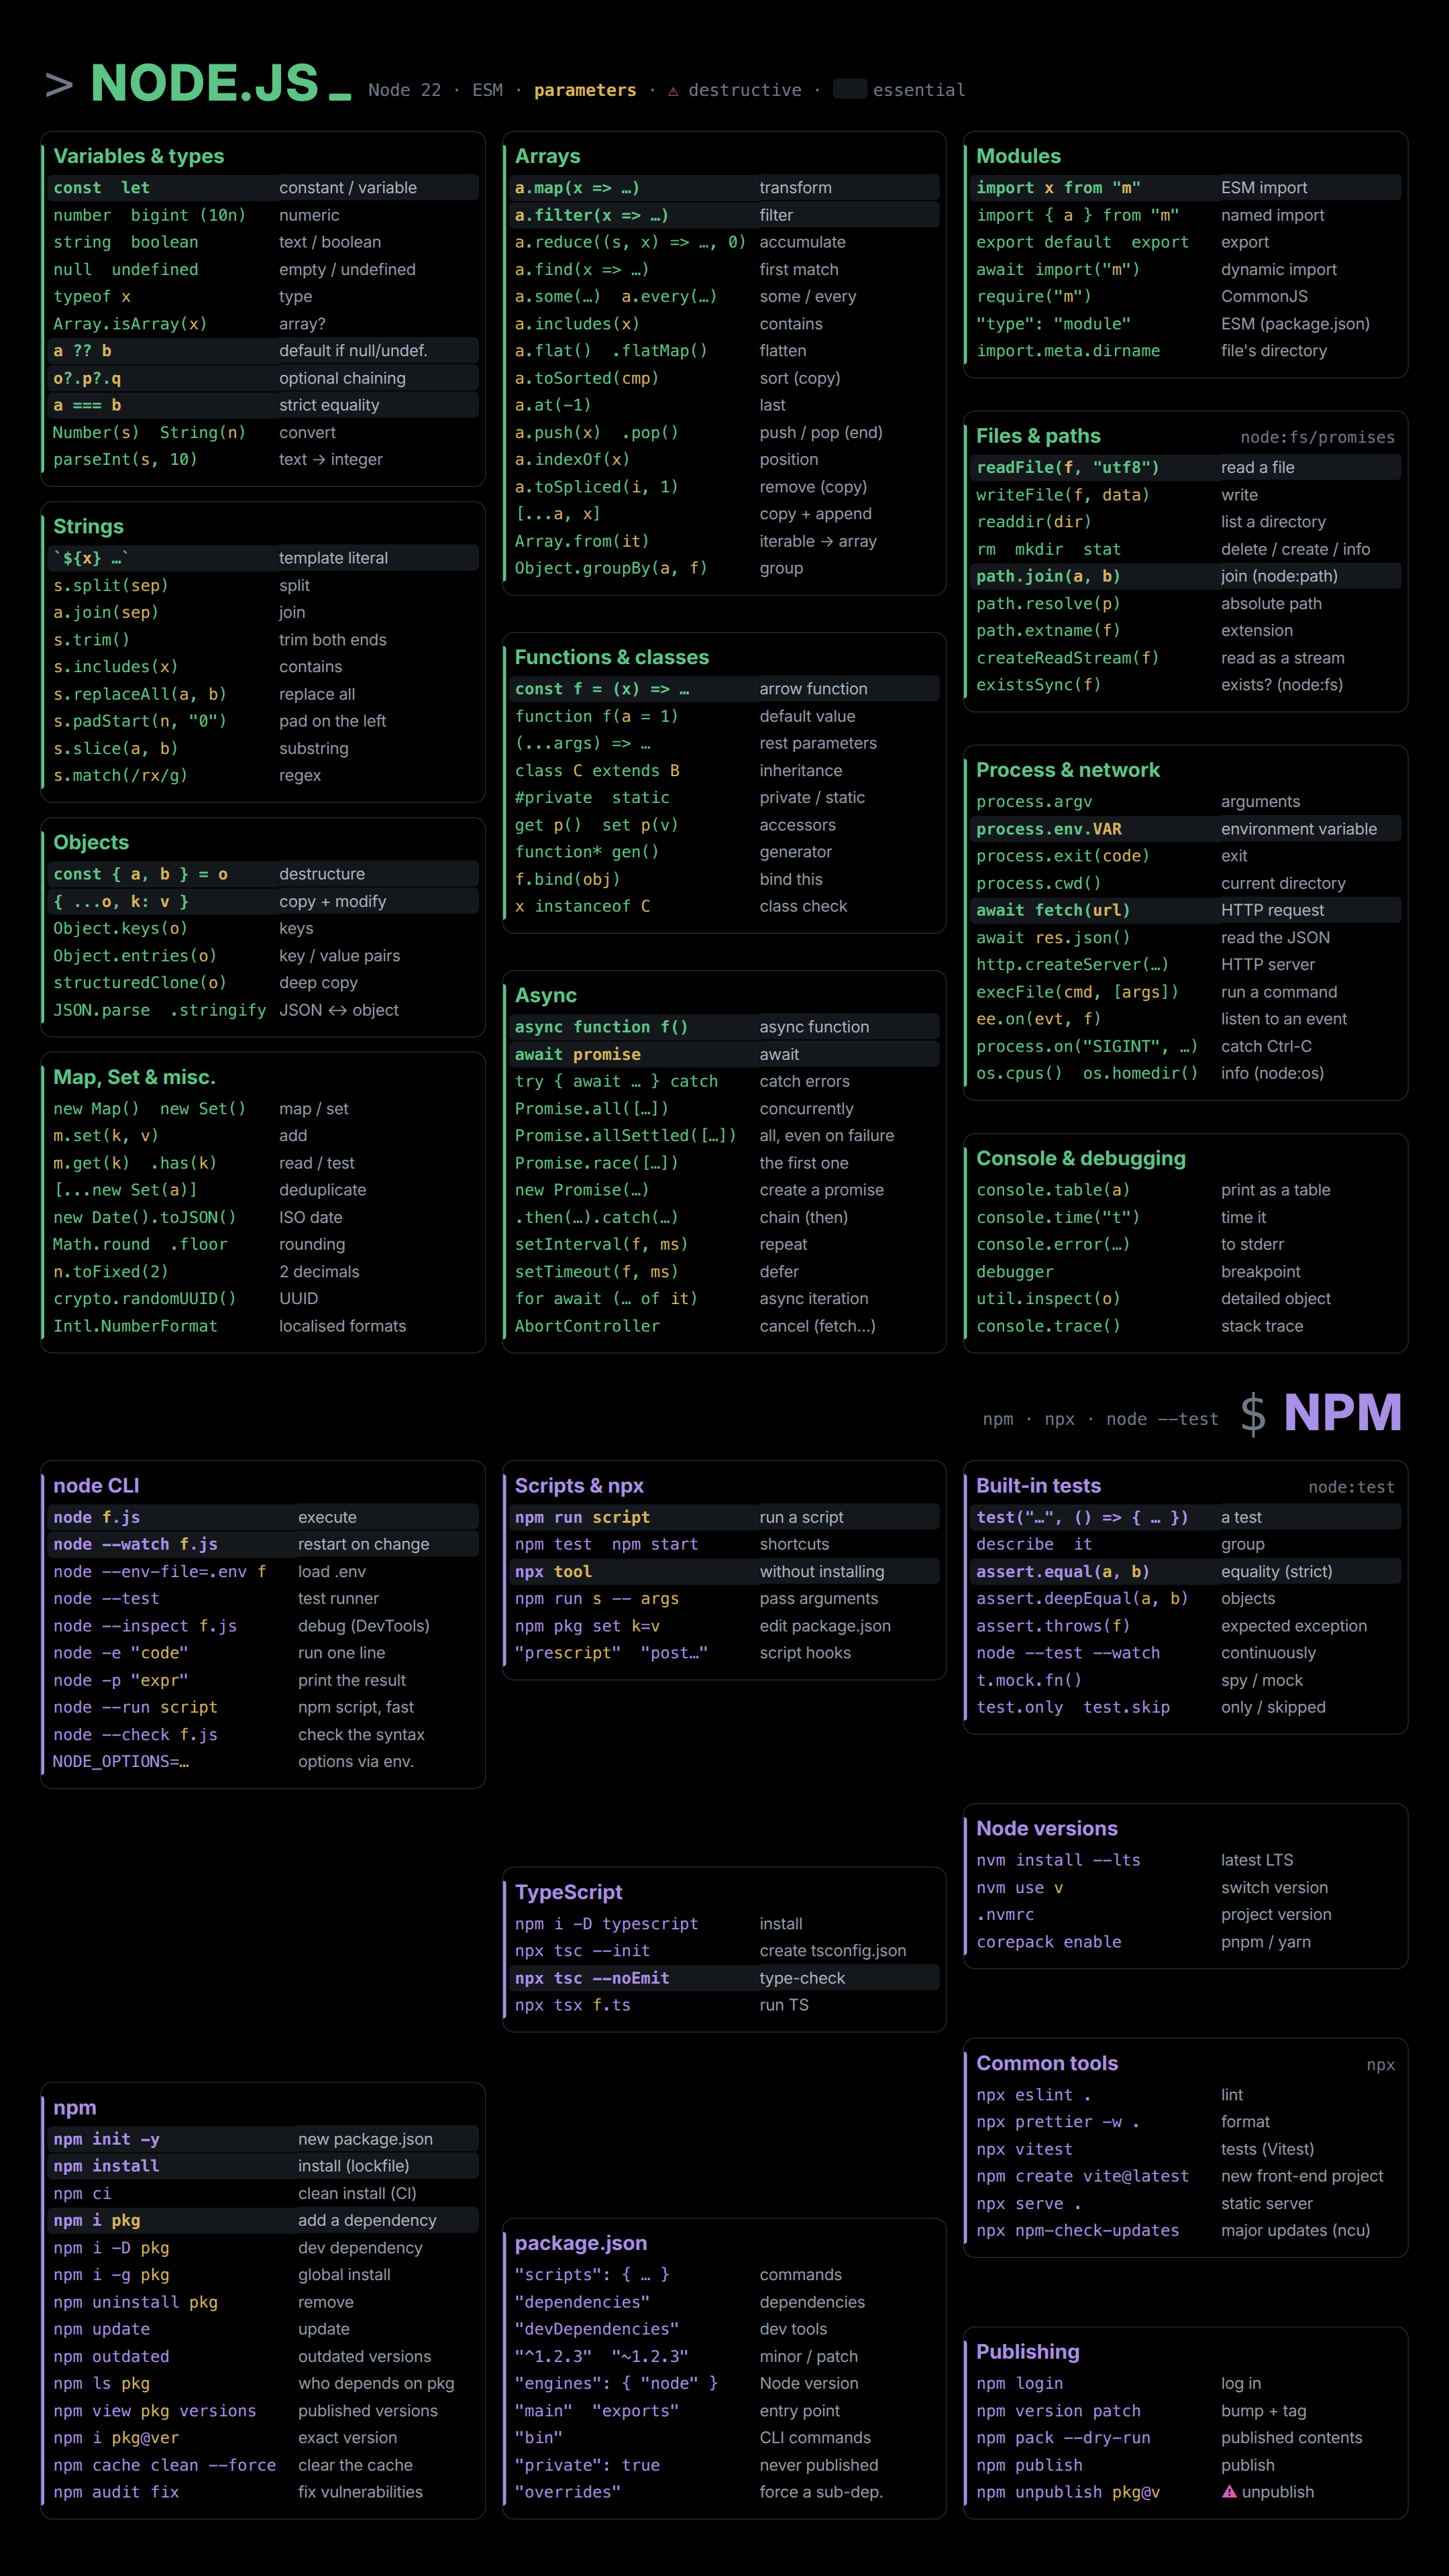 > NODE.JS_ Node 22 · ESM · parameters · ⚠ destructive · essential
Variables & types
const let constant / variable
number bigint (10n) numeric
string boolean text / boolean
null undefined empty / undefined
typeof x type
Array.isArray(x) array?
a ?? b default if null/undef.
o?.p?.q optional chaining
a === b strict equality
Number(s) String(n) convert
parseInt(s, 10) text → integer
Strings
`${x} …` template literal
s.split(sep) split
a.join(sep) join
s.trim() trim both ends
s.includes(x) contains
s.replaceAll(a, b) replace all
s.padStart(n, "0") pad on the left
s.slice(a, b) substring
s.match(/rx/g) regex
Objects
const { a, b } = o destructure
{ ...o, k: v } copy + modify
Object.keys(o) keys
Object.entries(o) key / value pairs
structuredClone(o) deep copy
JSON.parse .stringify JSON ↔ object
Map, Set & misc.
new Map() new Set() map / set
m.set(k, v) add
m.get(k) .has(k) read / test
[...new Set(a)] deduplicate
new Date().toJSON() ISO date
Math.round .floor rounding
n.toFixed(2) 2 decimals
crypto.randomUUID() UUID
Intl.NumberFormat localised formats
Arrays
a.map(x => …) transform
a.filter(x => …) filter
a.reduce((s, x) => …, 0) accumulate
a.find(x => …) first match
a.some(…) a.every(…) some / every
a.includes(x) contains
a.flat() .flatMap() flatten
a.toSorted(cmp) sort (copy)
a.at(-1) last
a.push(x) .pop() push / pop (end)
a.indexOf(x) position
a.toSpliced(i, 1) remove (copy)
[...a, x] copy + append
Array.from(it) iterable → array
Object.groupBy(a, f) group
Functions & classes
const f = (x) => … arrow function
function f(a = 1) default value
(...args) => … rest parameters
class C extends B inheritance
#private static private / static
get p() set p(v) accessors
function* gen() generator
f.bind(obj) bind this
x instanceof C class check
Async
async function f() async function
await promise await
try { await … } catch catch errors
Promise.all([…]) concurrently
Promise.allSettled([…]) all, even on failure
Promise.race([…]) the first one
new Promise(…) create a promise
.then(…).catch(…) chain (then)
setInterval(f, ms) repeat
setTimeout(f, ms) defer
for await (… of it) async iteration
AbortController cancel (fetch…)
Modules
import x from "m" ESM import
import { a } from "m" named import
export default export export
await import("m") dynamic import
require("m") CommonJS
"type": "module" ESM (package.json)
import.meta.dirname file's directory
Files & paths node:fs/promises
readFile(f, "utf8") read a file
writeFile(f, data) write
readdir(dir) list a directory
rm mkdir stat delete / create / info
path.join(a, b) join (node:path)
path.resolve(p) absolute path
path.extname(f) extension
createReadStream(f) read as a stream
existsSync(f) exists? (node:fs)
Process & network
process.argv arguments
process.env.VAR environment variable
process.exit(code) exit
process.cwd() current directory
await fetch(url) HTTP request
await res.json() read the JSON
http.createServer(…) HTTP server
execFile(cmd, [args]) run a command
ee.on(evt, f) listen to an event
process.on("SIGINT", …) catch Ctrl-C
os.cpus() os.homedir() info (node:os)
Console & debugging
console.table(a) print as a table
console.time("t") time it
console.error(…) to stderr
debugger breakpoint
util.inspect(o) detailed object
console.trace() stack trace
npm · npx · node --test $ NPM
node CLI
node f.js execute
node --watch f.js restart on change
node --env-file=.env f load .env
node --test test runner
node --inspect f.js debug (DevTools)
node -e "code" run one line
node -p "expr" print the result
node --run script npm script, fast
node --check f.js check the syntax
NODE_OPTIONS=… options via env.
npm
npm init -y new package.json
npm install install (lockfile)
npm ci clean install (CI)
npm i pkg add a dependency
npm i -D pkg dev dependency
npm i -g pkg global install
npm uninstall pkg remove
npm update update
npm outdated outdated versions
npm ls pkg who depends on pkg
npm view pkg versions published versions
npm i pkg@ver exact version
npm cache clean --force clear the cache
npm audit fix fix vulnerabilities
Scripts & npx
npm run script run a script
npm test npm start shortcuts
npx tool without installing
npm run s -- args pass arguments
npm pkg set k=v edit package.json
"prescript" "post…" script hooks
TypeScript
npm i -D typescript install
npx tsc --init create tsconfig.json
npx tsc --noEmit type-check
npx tsx f.ts run TS
package.json
"scripts": { … } commands
"dependencies" dependencies
"devDependencies" dev tools
"^1.2.3" "~1.2.3" minor / patch
"engines": { "node" } Node version
"main" "exports" entry point
"bin" CLI commands
"private": true never published
"overrides" force a sub-dep.
Built-in tests node:test
test("…", () => { … }) a test
describe it group
assert.equal(a, b) equality (strict)
assert.deepEqual(a, b) objects
assert.throws(f) expected exception
node --test --watch continuously
t.mock.fn() spy / mock
test.only test.skip only / skipped
Node versions
nvm install --lts latest LTS
nvm use v switch version
.nvmrc project version
corepack enable pnpm / yarn
Common tools npx
npx eslint . lint
npx prettier -w . format
npx vitest tests (Vitest)
npm create vite@latest new front-end project
npx serve . static server
npx npm-check-updates major updates (ncu)
Publishing
npm login log in
npm version patch bump + tag
npm pack --dry-run published contents
npm publish publish
npm unpublish pkg@v ⚠ unpublish